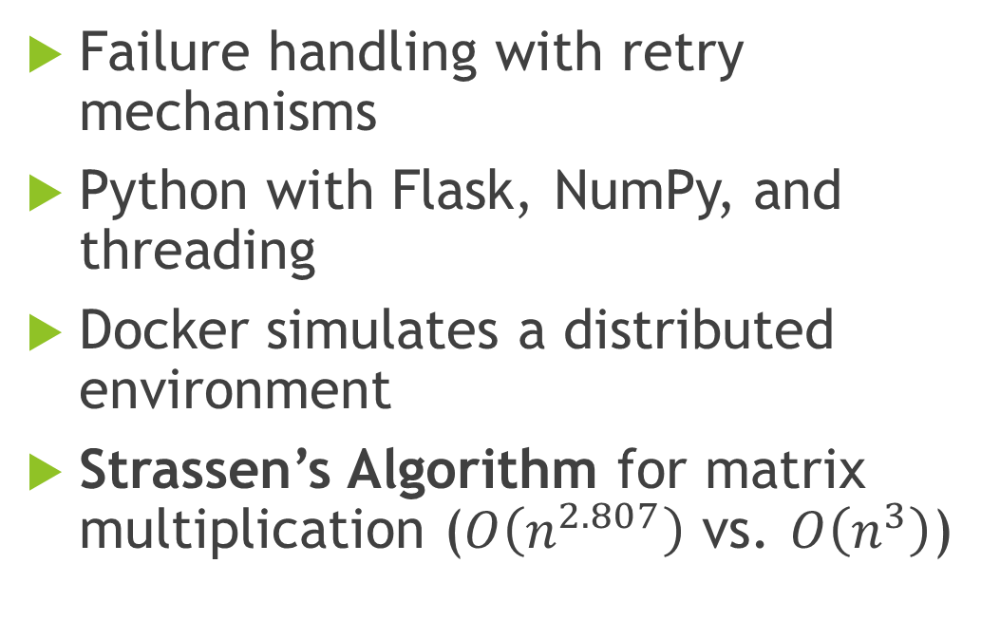 Failure handling with retry
mechanisms
Python with Flask, NumPy, and
threading
Docker simulates a distributed
environment
Strassen’s Algorithm for matrix
multiplication (𝑂(𝑛^2.807) vs. 𝑂(𝑛^3))